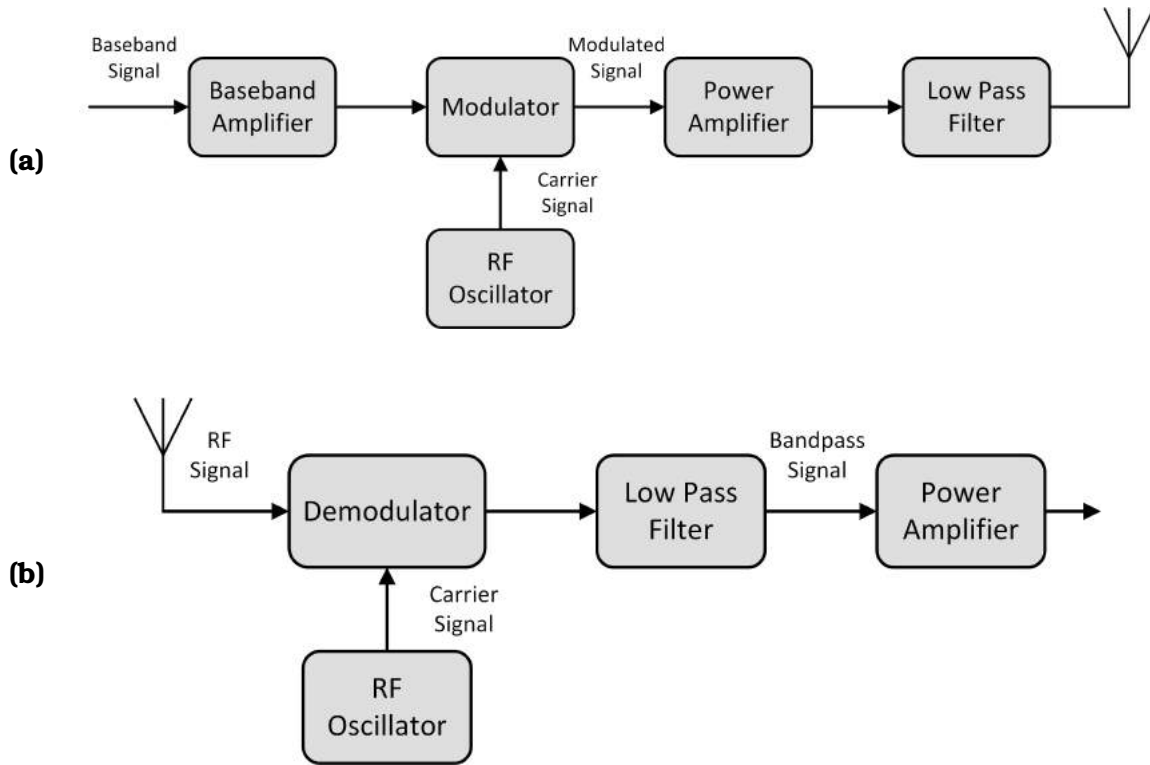 Baseband
Signal
Baseband
Amplifier
Modulator
Modulated
Signal
Power
Amplifier
Low Pass
Filter
(a)
Carrier
Signal
RF
Oscillator
RF
Signal
Demodulator
Low Pass
Filter
Bandpass
Signal
Power
Amplifier
(b)
Carrier
Signal
RF
Oscillator